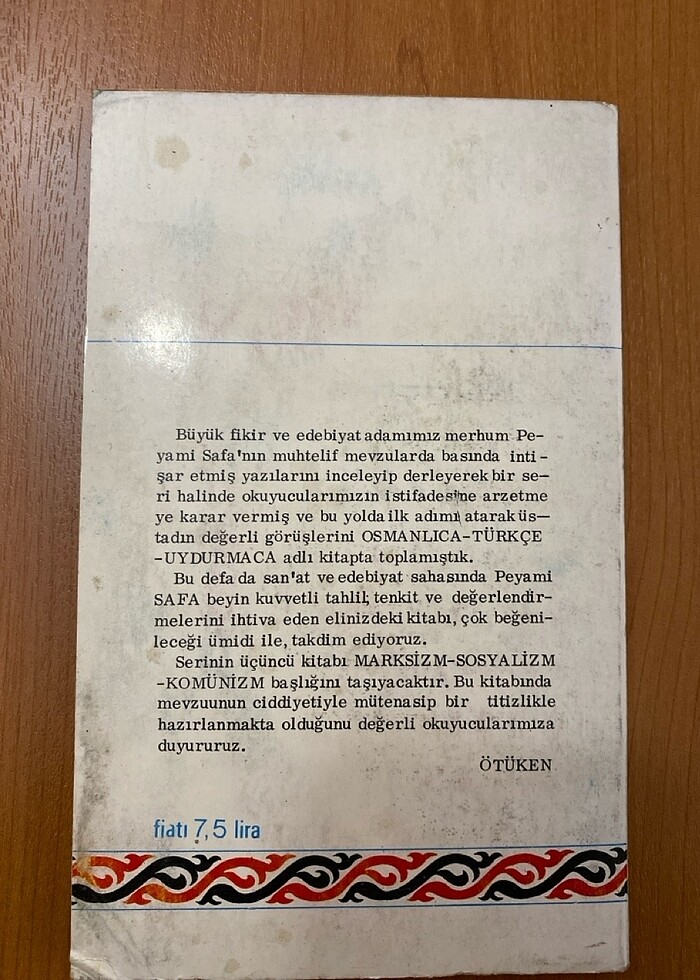 Büyük fikir ve edebiyat adamımız merhum Pe-
yami Safa'nın muhtelif mevzularda basında inti-
şar etmiş yazılarını inceleyip derleyerek bir se-
ri halinde okuyucularımızın istifadesine arzetme
ye karar vermiş ve bu yolda ilk adımı atarak üs-
tadın değerli görüşlerini OSMANLICA-TÜRKÇE
-UYDURMACA adlı kitapta toplamıştık.
Bu defa da san'at ve edebiyat sahasında Peyami
SAFA beyin kuvvetli tahlil, tenkit ve değerlendir-
melerini ihtiva eden elinizdeki kitabı, çok beğeni-
leceği ümidi ile, takdim ediyoruz.
Serinin üçüncü kitabı MARKSİZM-SOSYALİZM
-KOMÜNİZM başlığını taşıyacaktır. Bu kitabında
mevzuunun ciddiyetiyle mütenasip bir titizlikle
hazırlanmakta olduğunu değerli okuyucularımıza
duyururuz.
ÖTÜKEN
fiatı 7,5 lira